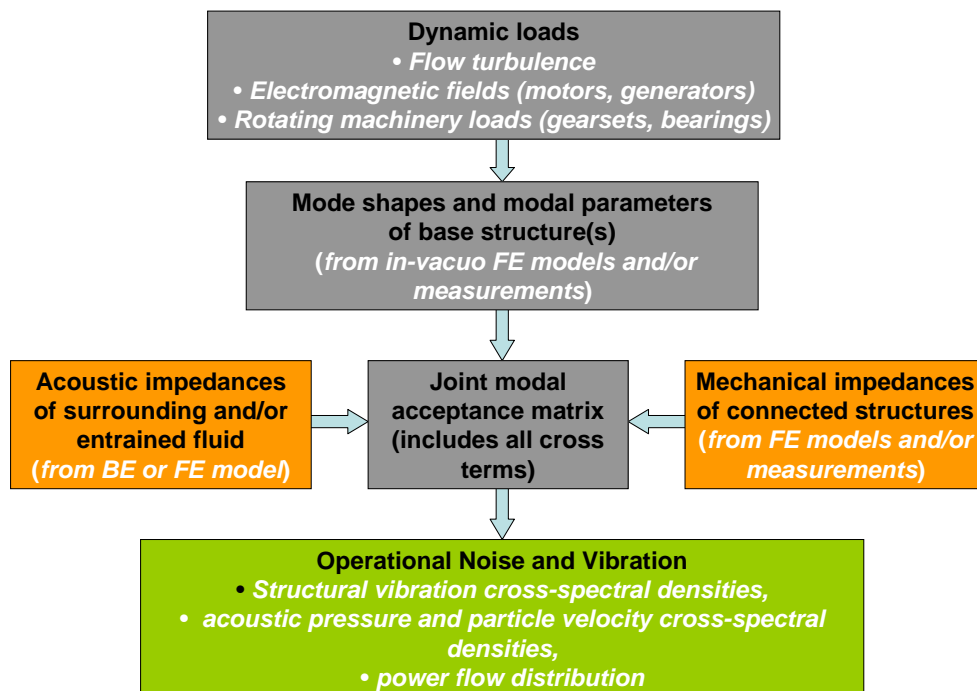 Dynamic loads
• Flow turbulence
• Electromagnetic fields (motors, generators)
• Rotating machinery loads (gearsets, bearings)
Mode shapes and modal parameters
of base structure(s)
(from in-vacuo FE models and/or
measurements)
Acoustic impedances
of surrounding and/or
entrained fluid
(from BE or FE model)
Joint modal
acceptance matrix
(includes all cross
terms)
Mechanical impedances
of connected structures
(from FE models and/or
measurements)
Operational Noise and Vibration
• Structural vibration cross-spectral densities,
• acoustic pressure and particle velocity cross-spectral
densities,
• power flow distribution